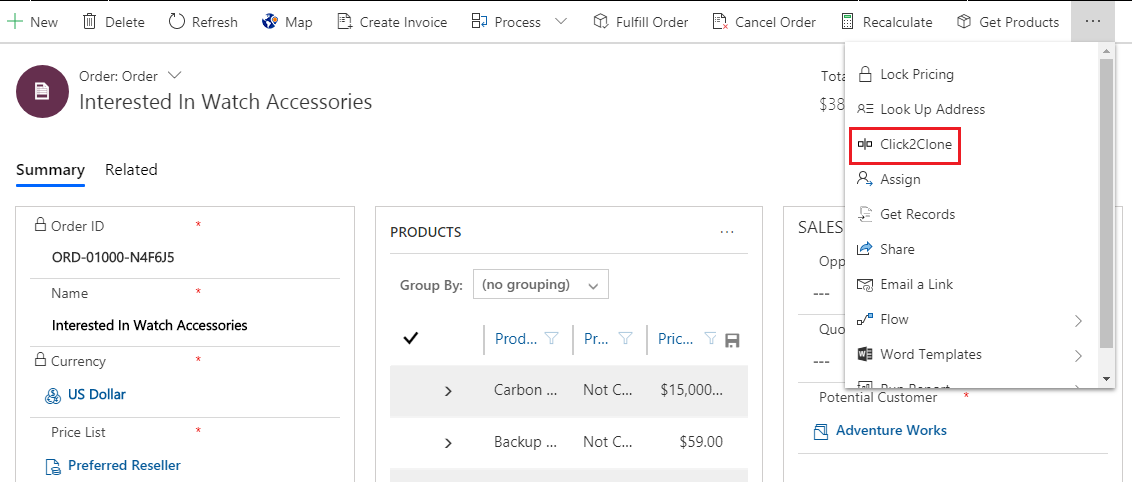 New Delete Refresh Map Create Invoice Process Fulfill Order Cancel Order Recalculate Get Products ...
Order: Order
Interested In Watch Accessories
Summary Related
Order ID *
ORD-01000-N4F6J5
Name *
Interested In Watch Accessories
Currency *
US Dollar
Price List *
Preferred Reseller
PRODUCTS ...
Group By: (no grouping)
Prod... Pr... Pric...
Carbon ... Not C... $15,000...
Backup ... Not C... $59.00
Tota
$38
SALES
Opp
---
Quo
---
Potential Customer *
Adventure Works
Lock Pricing
Look Up Address
Click2Clone
Assign
Get Records
Share
Email a Link
Flow
Word Templates
Run Report